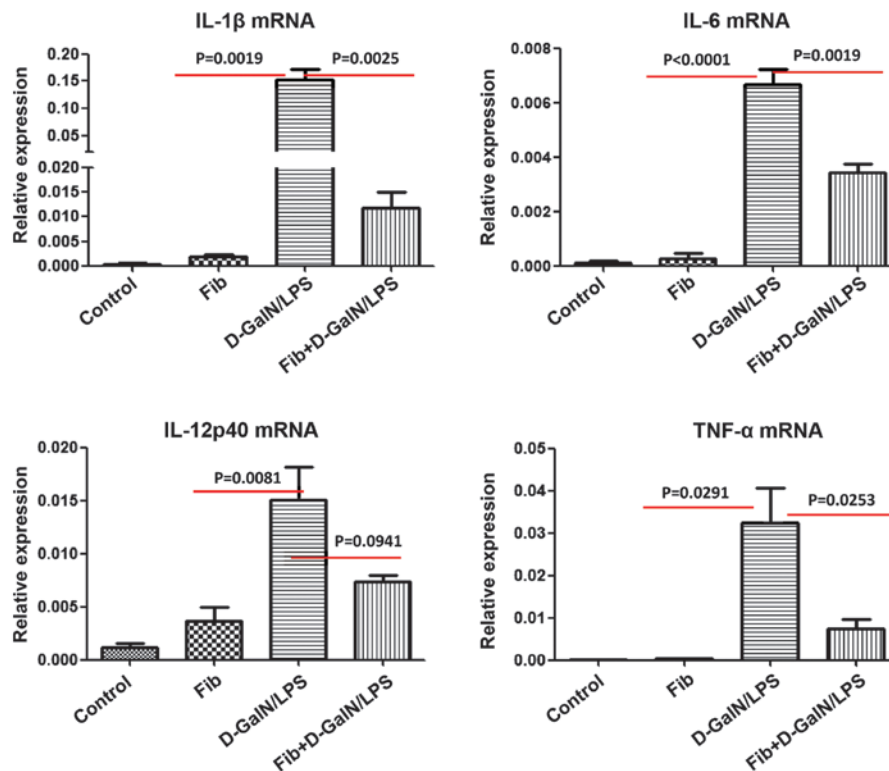 IL-1β mRNA
Relative expression
0.20
0.15
0.10
0.05
0.020
0.015
0.010
0.005
0.000
P=0.0019
P=0.0025
Control
Fib
D-GalN/LPS
Fib+D-GalN/LPS
IL-6 mRNA
Relative expression
0.008
0.006
0.004
0.002
0.000
P<0.0001
P=0.0019
Control
Fib
D-GalN/LPS
Fib+D-GalN/LPS
IL-12p40 mRNA
Relative expression
0.020
0.015
0.010
0.005
0.000
P=0.0081
P=0.0941
Control
Fib
D-GalN/LPS
Fib+D-GalN/LPS
TNF-α mRNA
Relative expression
0.05
0.04
0.03
0.02
0.01
0.00
P=0.0291
P=0.0253
Control
Fib
D-GalN/LPS
Fib+D-GalN/LPS